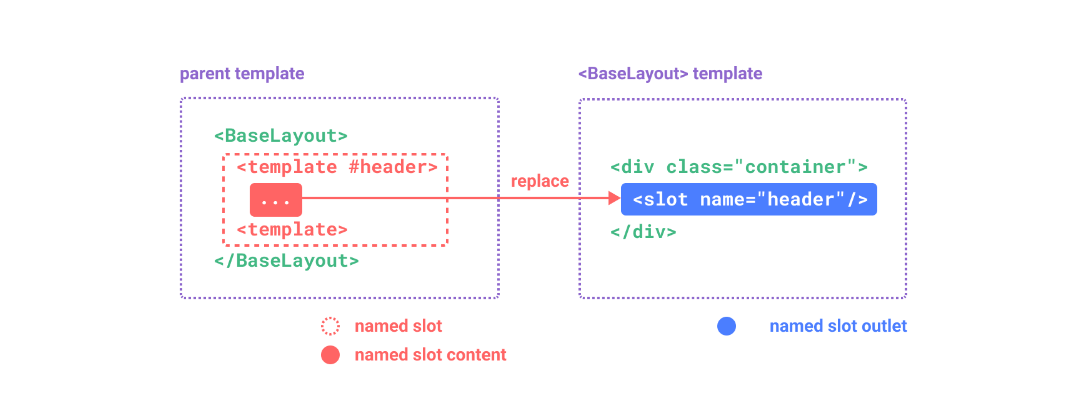 parent template
<BaseLayout>
<template #header>
...
<template>
</BaseLayout>
replace
<BaseLayout> template
<div class="container">
<slot name="header"/>
</div>
named slot
named slot content
named slot outlet